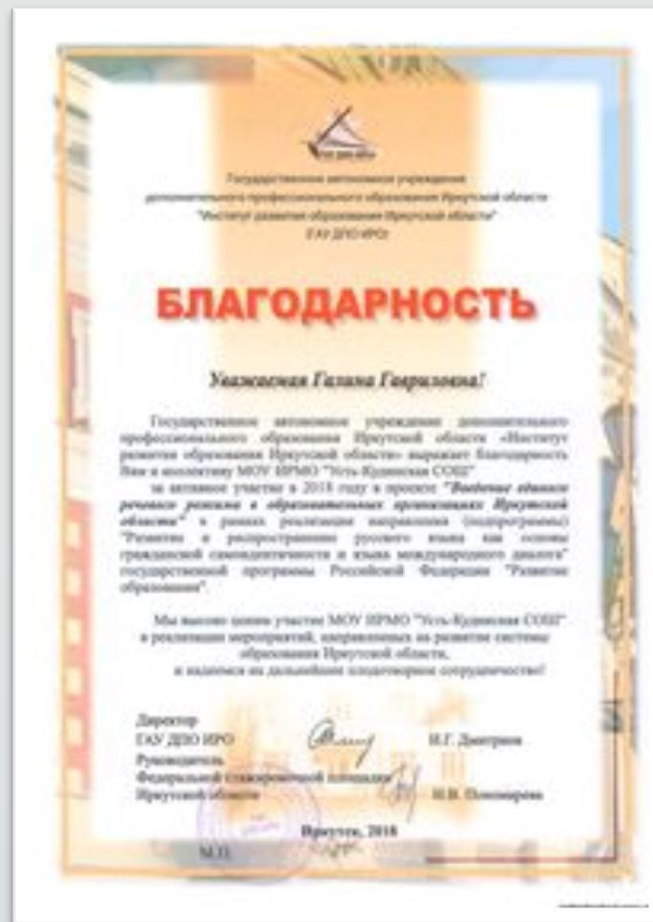 Государственное автономное учреждение
дополнительного профессионального образования Иркутской области
"Институт развития образования Иркутской области"
(ГАУ ДПО ИРО)
БЛАГОДАРНОСТЬ
Уважаемая Галина Гавриловна!
Государственное автономное учреждение дополнительного
профессионального образования Иркутской области «Институт
развития образования Иркутской области» выражает благодарность
Вам и коллективу МОУ ИРМО "Усть-Кудинская СОШ"
за активное участие в 2018 году в проекте "Введение единого
речевого режима в образовательных организациях Иркутской
области" в рамках реализации направления (подпрограммы)
"Развитие и распространение русского языка как основы
гражданской самоидентичности и языка международного диалога"
государственной программы Российской Федерации "Развитие
образования"
Мы высоко ценим участие МОУ ИРМО "Усть-Кудинская СОШ"
в реализации мероприятий, направленных на развитие системы
образования Иркутской области,
и надеемся на дальнейшее плодотворное сотрудничество!
Директор
ГАУ ДПО ИРО
И.Г. Дмитриев
Руководитель
Федеральной стажировочной площадки
Иркутской области
Н.В. Пономарева
Иркутск, 2018
М.П.